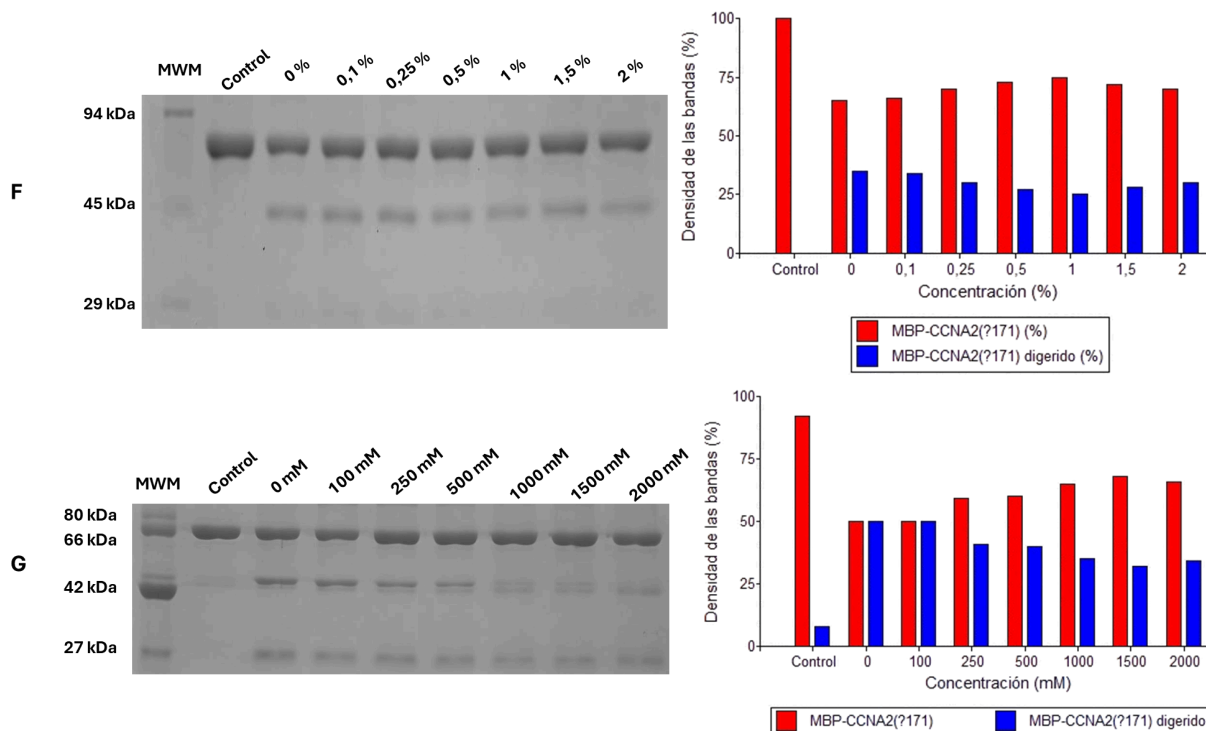 F
MWM Control 0 % 0,1 % 0,25 % 0,5 % 1 % 1,5 % 2 %
94 kDa
45 kDa
29 kDa
Densidad de las bandas (%)
100
75
50
25
0
Control 0 0,1 0,25 0,5 1 1,5 2
Concentración (%)
MBP-CCNA2(?171) (%)
MBP-CCNA2(?171) digerido (%)
G
MWM Control 0 mM 100 mM 250 mM 500 mM 1000 mM 1500 mM 2000 mM
80 kDa
66 kDa
42 kDa
27 kDa
Densidad de las bandas (%)
100
75
50
25
0
Control 0 100 250 500 1000 1500 2000
Concentración (mM)
MBP-CCNA2(?171) MBP-CCNA2(?171) digerido